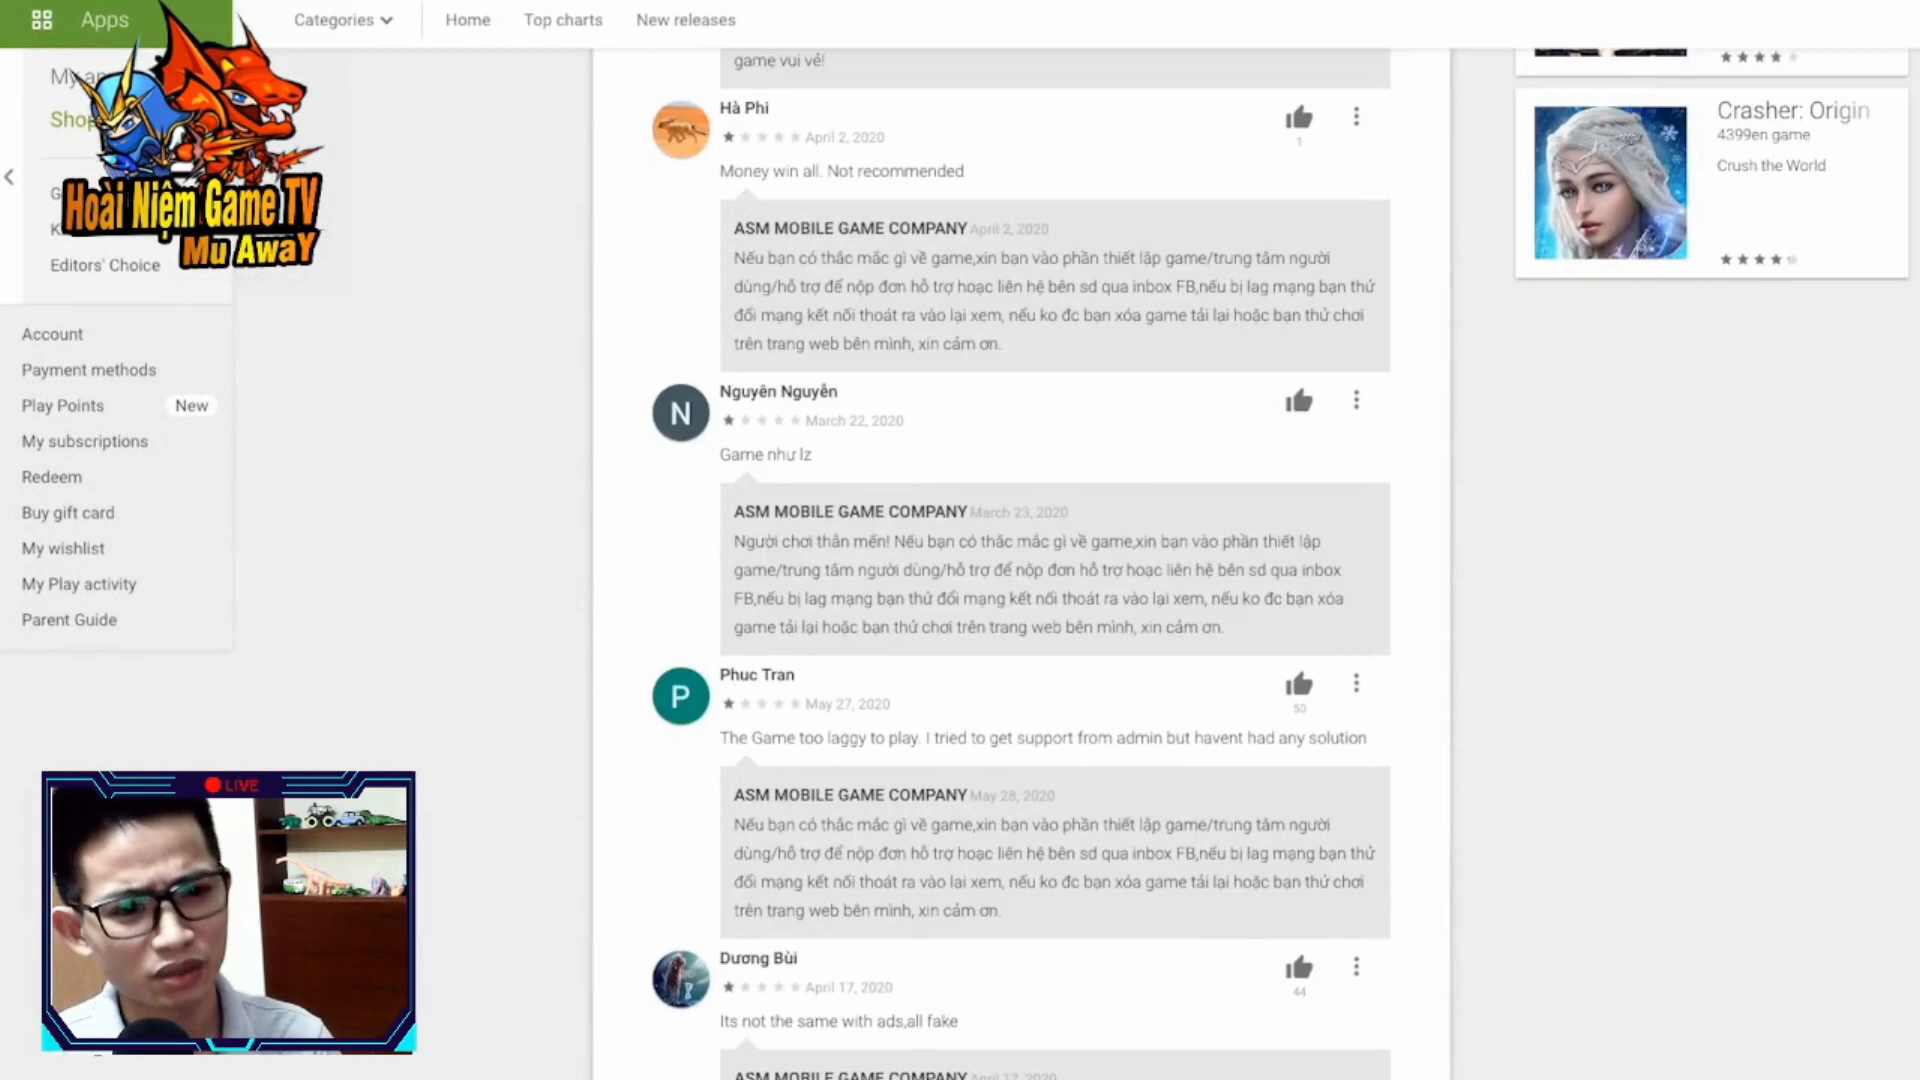 Apps
Categories
Home
Top charts
New releases
My ap
Shop
Editors' Choice
Hoài Niệm Game TV
Mu AwaY
Account
Payment methods
Play Points
New
My subscriptions
Redeem
Buy gift card
My wishlist
My Play activity
Parent Guide
LIVE
game vui vẻ!
Hà Phi
April 2, 2020
1
Money win all. Not recommended
ASM MOBILE GAME COMPANY April 2, 2020
Nếu bạn có thắc mắc gì về game,xin bạn vào phần thiết lập game/trung tâm người
dùng/hỗ trợ để nộp đơn hỗ trợ hoạc liên hệ bên sd qua inbox FB,nếu bị lag mạng bạn thử
đổi mạng kết nối thoát ra vào lại xem, nếu ko đc bạn xóa game tải lại hoặc bạn thử chơi
trên trang web bên mình, xin cảm ơn.
N
Nguyên Nguyễn
March 22, 2020
Game như lz
ASM MOBILE GAME COMPANY March 23, 2020
Người chơi thân mến! Nếu bạn có thắc mắc gì về game,xin bạn vào phần thiết lập
game/trung tâm người dùng/hỗ trợ để nộp đơn hỗ trợ hoạc liên hệ bên sd qua inbox
FB,nếu bị lag mạng bạn thử đổi mạng kết nối thoát ra vào lại xem, nếu ko đc bạn xóa
game tải lại hoặc bạn thử chơi trên trang web bên mình, xin cảm ơn.
P
Phuc Tran
May 27, 2020
50
The Game too laggy to play. I tried to get support from admin but havent had any solution
ASM MOBILE GAME COMPANY May 28, 2020
Nếu bạn có thắc mắc gì về game,xin bạn vào phần thiết lập game/trung tâm người
dùng/hỗ trợ để nộp đơn hỗ trợ hoạc liên hệ bên sd qua inbox FB,nếu bị lag mạng bạn thử
đổi mạng kết nối thoát ra vào lại xem, nếu ko đc bạn xóa game tải lại hoặc bạn thử chơi
trên trang web bên mình, xin cảm ơn.
Dương Bùi
April 17, 2020
44
Its not the same with ads,all fake
ASM MOBILE GAME COMPANY April 17, 2020
Crasher: Origin
4399en game
Crush the World